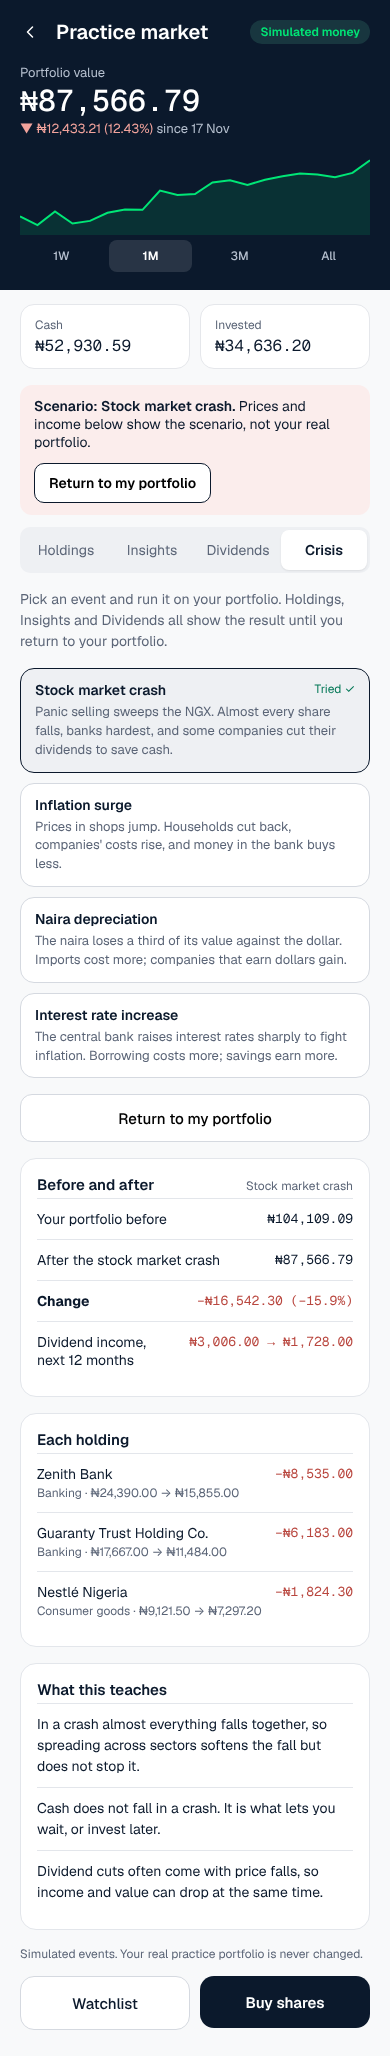 Practice market
Simulated money
Portfolio value
₦87,566.79
▼ ₦12,433.21 (12.43%) since 17 Nov
1W
1M
3M
All
Cash
₦52,930.59
Invested
₦34,636.20
Scenario: Stock market crash. Prices and
income below show the scenario, not your real
portfolio.
Return to my portfolio
Holdings
Insights
Dividends
Crisis
Pick an event and run it on your portfolio. Holdings,
Insights and Dividends all show the result until you
return to your portfolio.
Stock market crash
Tried ✓
Panic selling sweeps the NGX. Almost every share
falls, banks hardest, and some companies cut their
dividends to save cash.
Inflation surge
Prices in shops jump. Households cut back,
companies' costs rise, and money in the bank buys
less.
Naira depreciation
The naira loses a third of its value against the dollar.
Imports cost more; companies that earn dollars gain.
Interest rate increase
The central bank raises interest rates sharply to fight
inflation. Borrowing costs more; savings earn more.
Return to my portfolio
Before and after
Stock market crash
Your portfolio before
₦104,109.09
After the stock market crash
₦87,566.79
Change
−₦16,542.30 (−15.9%)
Dividend income,
next 12 months
₦3,006.00 → ₦1,728.00
Each holding
Zenith Bank
−₦8,535.00
Banking · ₦24,390.00 → ₦15,855.00
Guaranty Trust Holding Co.
−₦6,183.00
Banking · ₦17,667.00 → ₦11,484.00
Nestlé Nigeria
−₦1,824.30
Consumer goods · ₦9,121.50 → ₦7,297.20
What this teaches
In a crash almost everything falls together, so
spreading across sectors softens the fall but
does not stop it.
Cash does not fall in a crash. It is what lets you
wait, or invest later.
Dividend cuts often come with price falls, so
income and value can drop at the same time.
Simulated events. Your real practice portfolio is never changed.
Watchlist
Buy shares